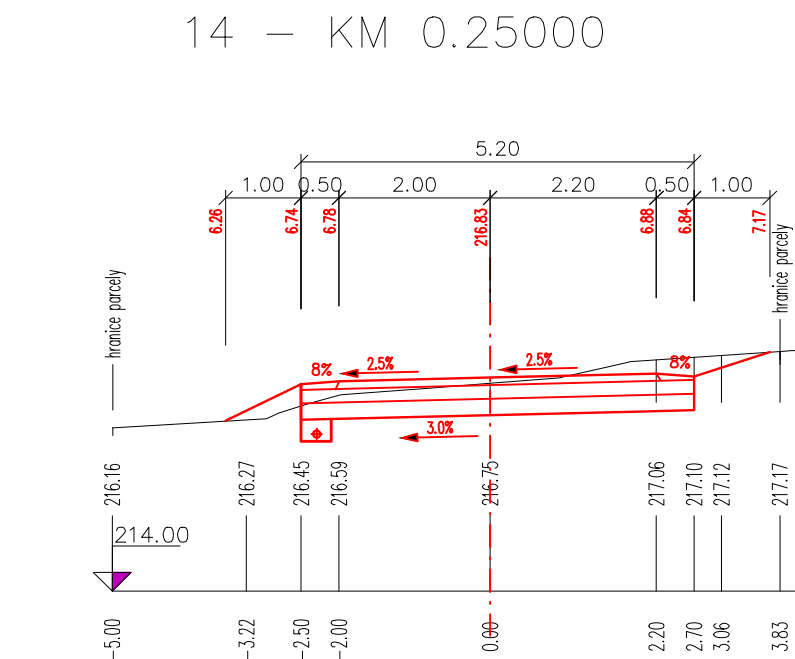 14 - KM 0.25000
5.20
1.00 0.50 2.00 2.20 0.50 1.00
6.26 6.74 6.78 216.83 6.88 6.84 7.17
hranice parcely hranice parcely
8% 2.5% 2.5% 8%
3.0%
216.16 216.27 216.45 216.59 216.75 217.06 217.10 217.12 217.17
214.00
-5.00 -3.22 -2.50 -2.00 0.00 2.20 2.70 3.06 3.83